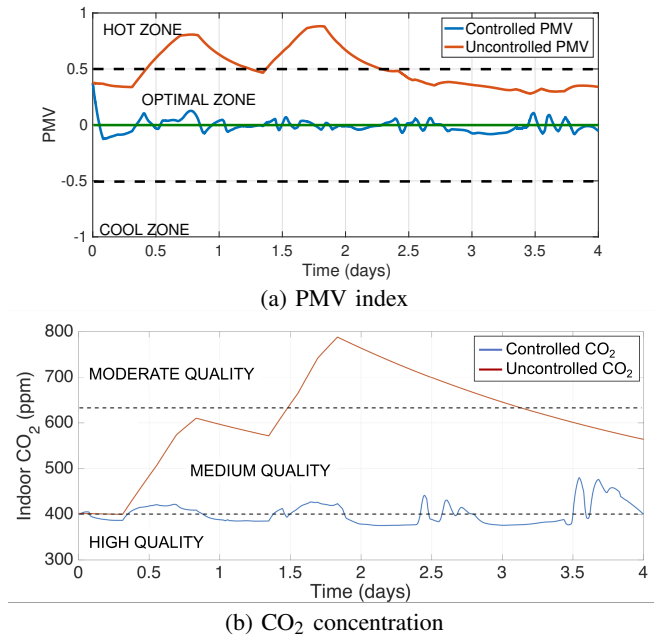 HOT ZONE
Controlled PMV
Uncontrolled PMV
OPTIMAL ZONE
COOL ZONE
PMV
1
0.5
0
-0.5
-1
0 0.5 1 1.5 2 2.5 3 3.5 4
Time (days)
(a) PMV index
Controlled CO2
Uncontrolled CO2
MODERATE QUALITY
MEDIUM QUALITY
HIGH QUALITY
Indoor CO2 (ppm)
800
700
600
500
400
300
0 0.5 1 1.5 2 2.5 3 3.5 4
Time (days)
(b) CO2 concentration